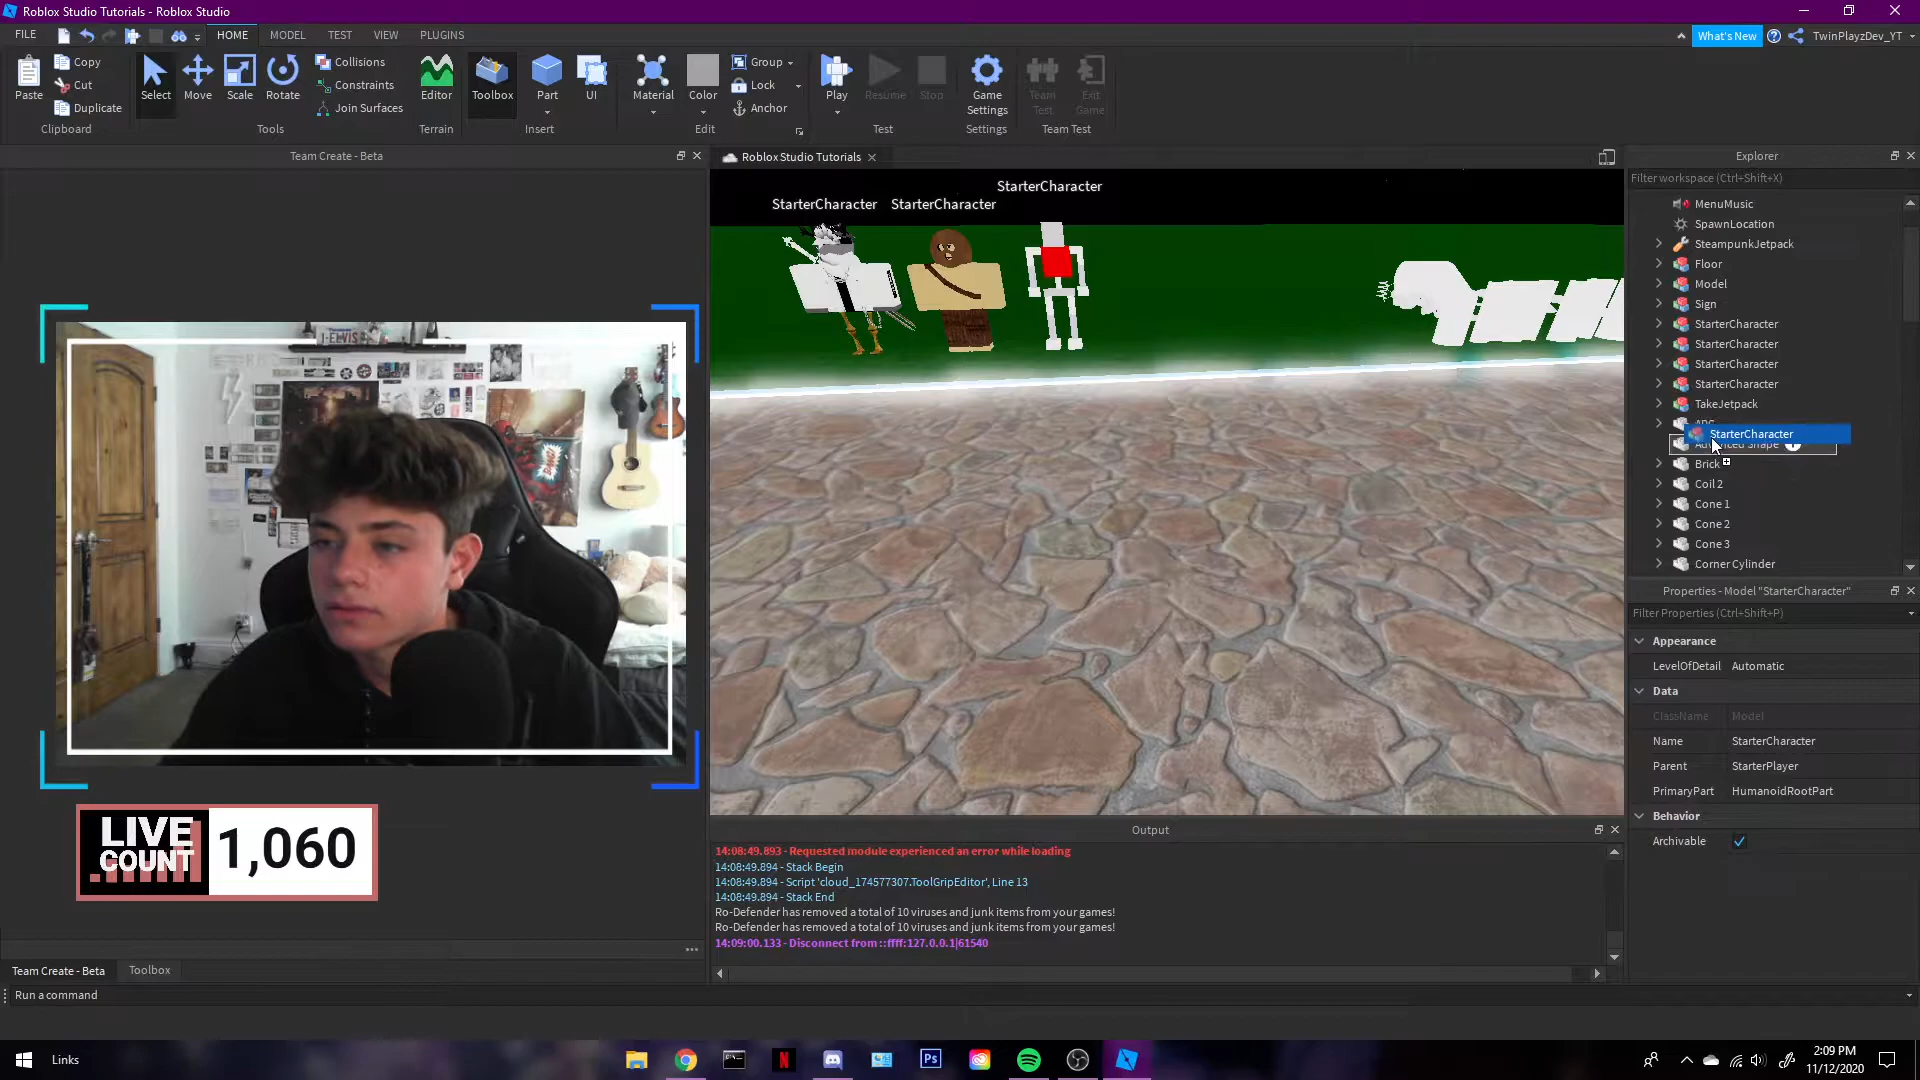 Roblox Studio Tutorials - Roblox Studio
FILE HOME MODEL TEST VIEW PLUGINS What's New TwinPlayzDev_YT
Paste Copy Cut Duplicate Clipboard
Select Move Scale Rotate Collisions Constraints Join Surfaces Tools
Editor Terrain
Toolbox Part UI Insert
Material Color Group Lock Anchor Edit
Play Resume Stop Test
Game Settings Settings
Team Test Exit Game Team Test
Team Create - Beta
J-ELVIS
LIVE COUNT 1,060
Team Create - Beta Toolbox
Roblox Studio Tutorials
StarterCharacter
StarterCharacter StarterCharacter
Output
14:08:49.893 - Requested module experienced an error while loading
14:08:49.894 - Stack Begin
14:08:49.894 - Script 'cloud_174577307.ToolGripEditor', Line 13
14:08:49.894 - Stack End
Ro-Defender has removed a total of 10 viruses and junk items from your games!
Ro-Defender has removed a total of 10 viruses and junk items from your games!
14:09:00.133 - Disconnect from ::ffff:127.0.0.1|61540
Explorer
Filter workspace (Ctrl+Shift+X)
MenuMusic
SpawnLocation
SteampunkJetpack
Floor
Model
Sign
StarterCharacter
StarterCharacter
StarterCharacter
StarterCharacter
TakeJetpack
StarterCharacter
Brick
Coil 2
Cone 1
Cone 2
Cone 3
Corner Cylinder
Properties - Model "StarterCharacter"
Filter Properties (Ctrl+Shift+P)
Appearance
LevelOfDetail Automatic
Data
ClassName Model
Name StarterCharacter
Parent StarterPlayer
PrimaryPart HumanoidRootPart
Behavior
Archivable
Run a command
Links
N
Ps
2:09 PM
11/12/2020